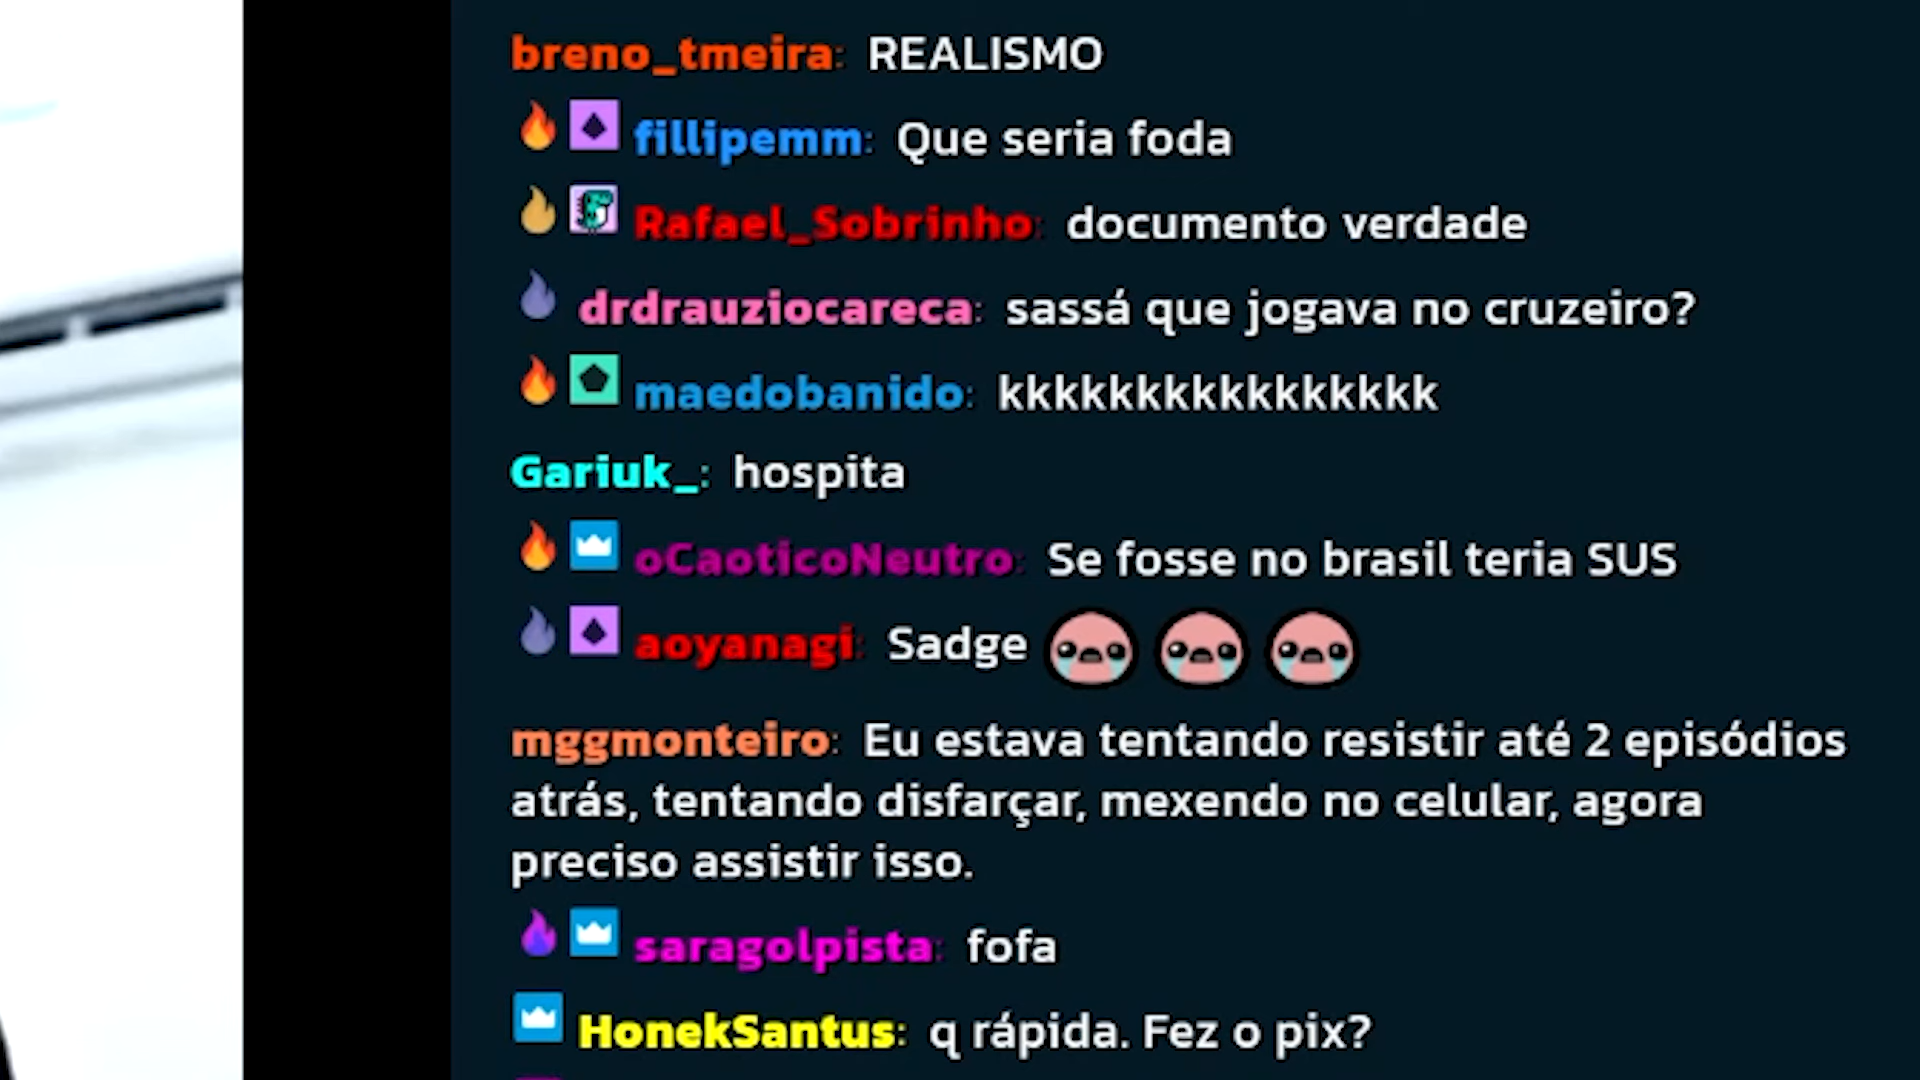 breno_tmeira: REALISMO
fillipemm: Que seria foda
Rafael_Sobrinho: documento verdade
drdrauziocareca: sassá que jogava no cruzeiro?
maedobanido: kkkkkkkkkkkkkkkk
Gariuk_: hospita
oCaoticoNeutro: Se fosse no brasil teria SUS
aoyanagi: Sadge
mggmonteiro: Eu estava tentando resistir até 2 episódios
atrás, tentando disfarçar, mexendo no celular, agora
preciso assistir isso.
saragolpista: fofa
HonekSantus: q rápida. Fez o pix?